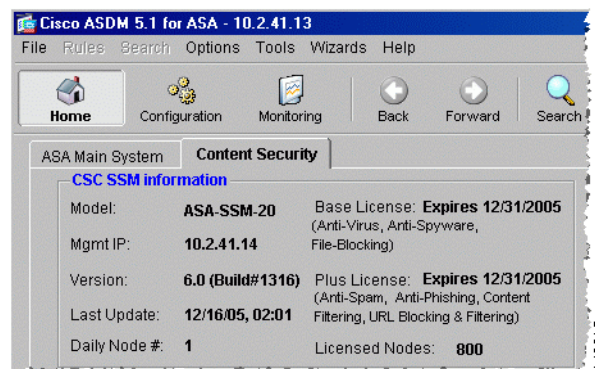 Cisco ASDM 5.1 for ASA - 10.2.41.13
File Rules Search Options Tools Wizards Help
Home Configuration Monitoring Back Forward Search
ASA Main System Content Security
CSC SSM information
Model: ASA-SSM-20 Base License: Expires 12/31/2005
(Anti-Virus, Anti-Spyware,
Mgmt IP: 10.2.41.14 File-Blocking)
Version: 6.0 (Build#1316) Plus License: Expires 12/31/2005
(Anti-Spam, Anti-Phishing, Content
Last Update: 12/16/05, 02:01 Filtering, URL Blocking & Filtering)
Daily Node #: 1 Licensed Nodes: 800